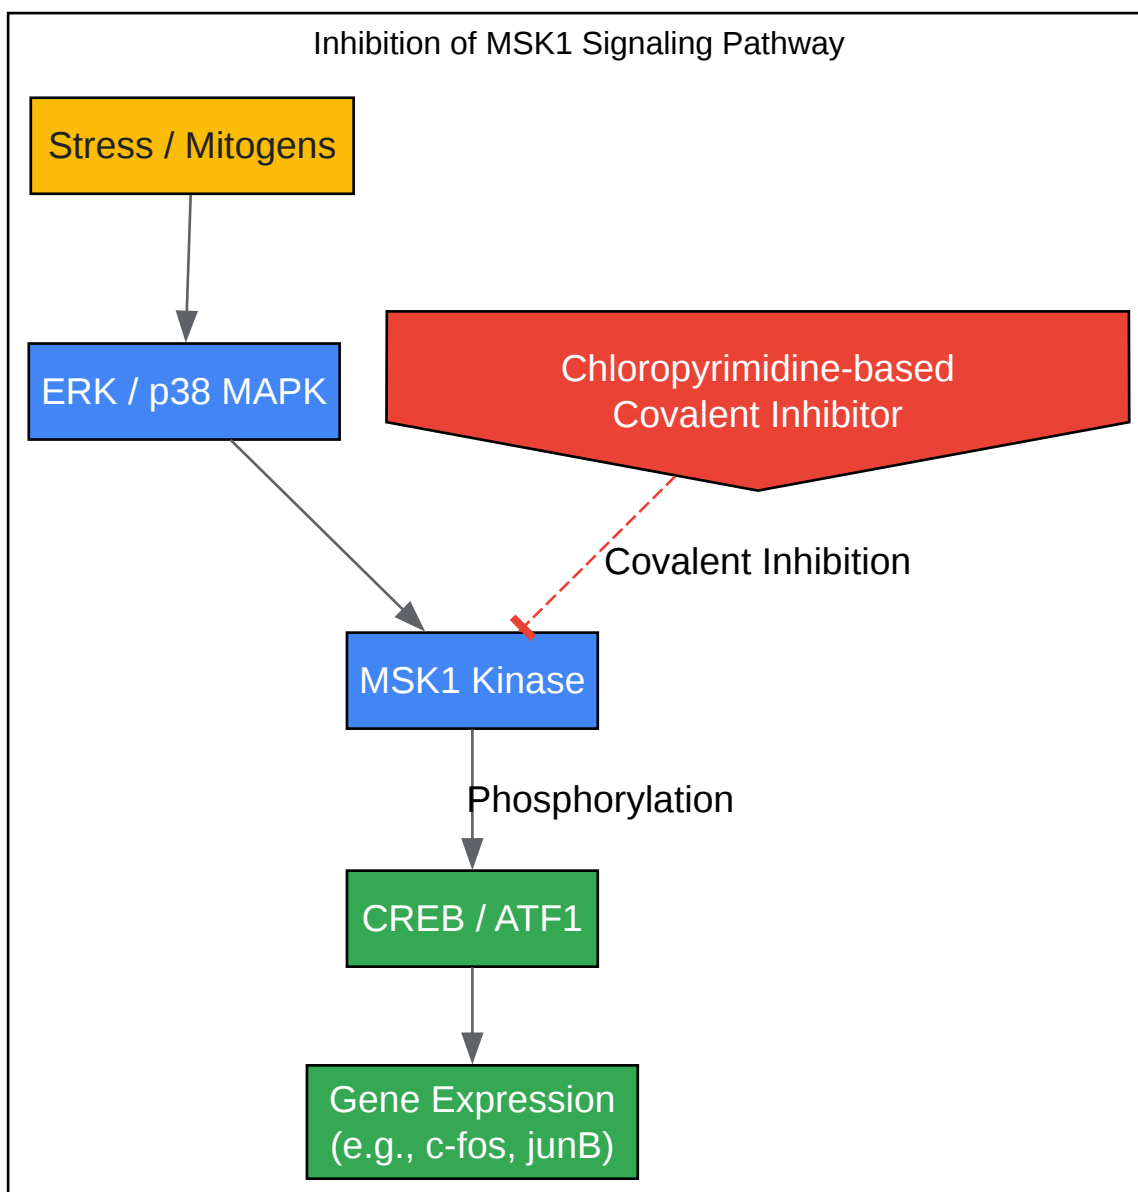 Inhibition of MSK1 Signaling Pathway
Stress / Mitogens
ERK / p38 MAPK
Chloropyrimidine-based
Covalent Inhibitor
Covalent Inhibition
MSK1 Kinase
Phosphorylation
CREB / ATF1
Gene Expression
(e.g., c-fos, junB)